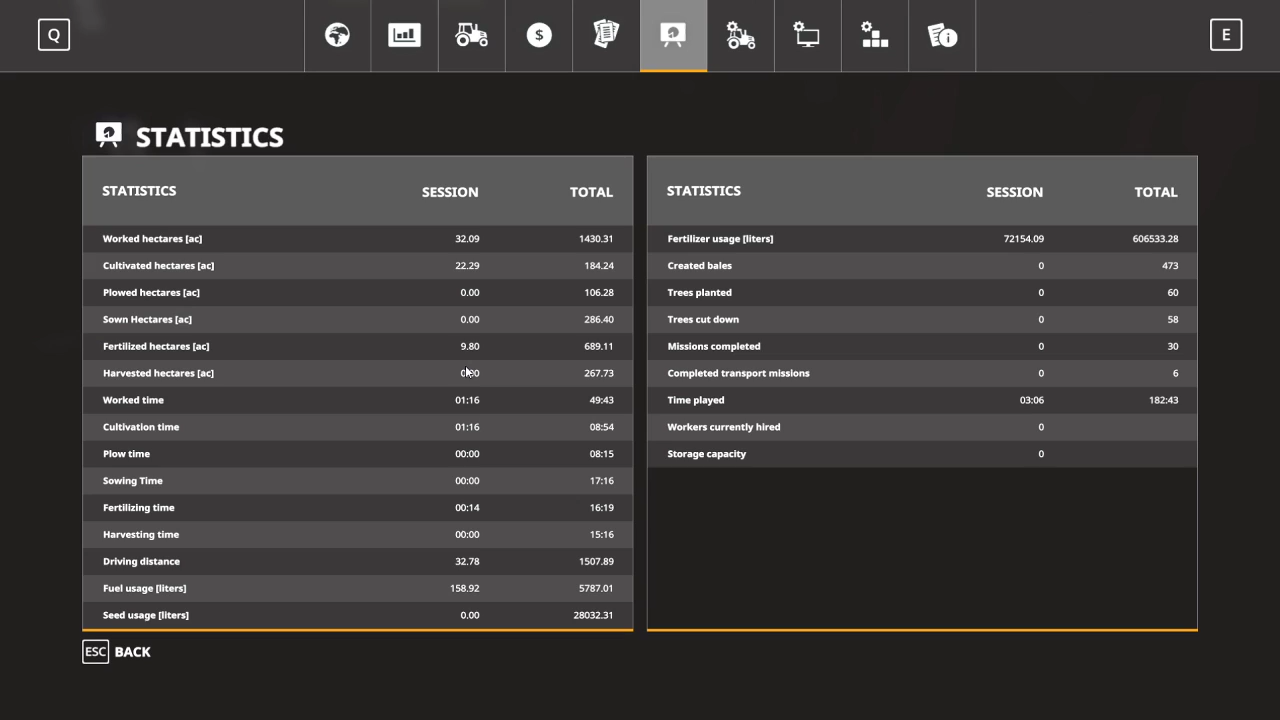 Q
$
E
STATISTICS
STATISTICS SESSION TOTAL
Worked hectares [ac] 32.09 1430.31
Cultivated hectares [ac] 22.29 184.24
Plowed hectares [ac] 0.00 106.28
Sown Hectares [ac] 0.00 286.40
Fertilized hectares [ac] 9.80 689.11
Harvested hectares [ac] 267.73
Worked time 01:16 49:43
Cultivation time 01:16 08:54
Plow time 00:00 08:15
Sowing Time 00:00 17:16
Fertilizing time 00:14 16:19
Harvesting time 00:00 15:16
Driving distance 32.78 1507.89
Fuel usage [liters] 158.92 5787.01
Seed usage [liters] 0.00 28032.31
STATISTICS SESSION TOTAL
Fertilizer usage [liters] 72154.09 606533.28
Created bales 0 473
Trees planted 0 60
Trees cut down 0 58
Missions completed 0 30
Completed transport missions 0 6
Time played 03:06 182:43
Workers currently hired 0
Storage capacity 0
ESC BACK